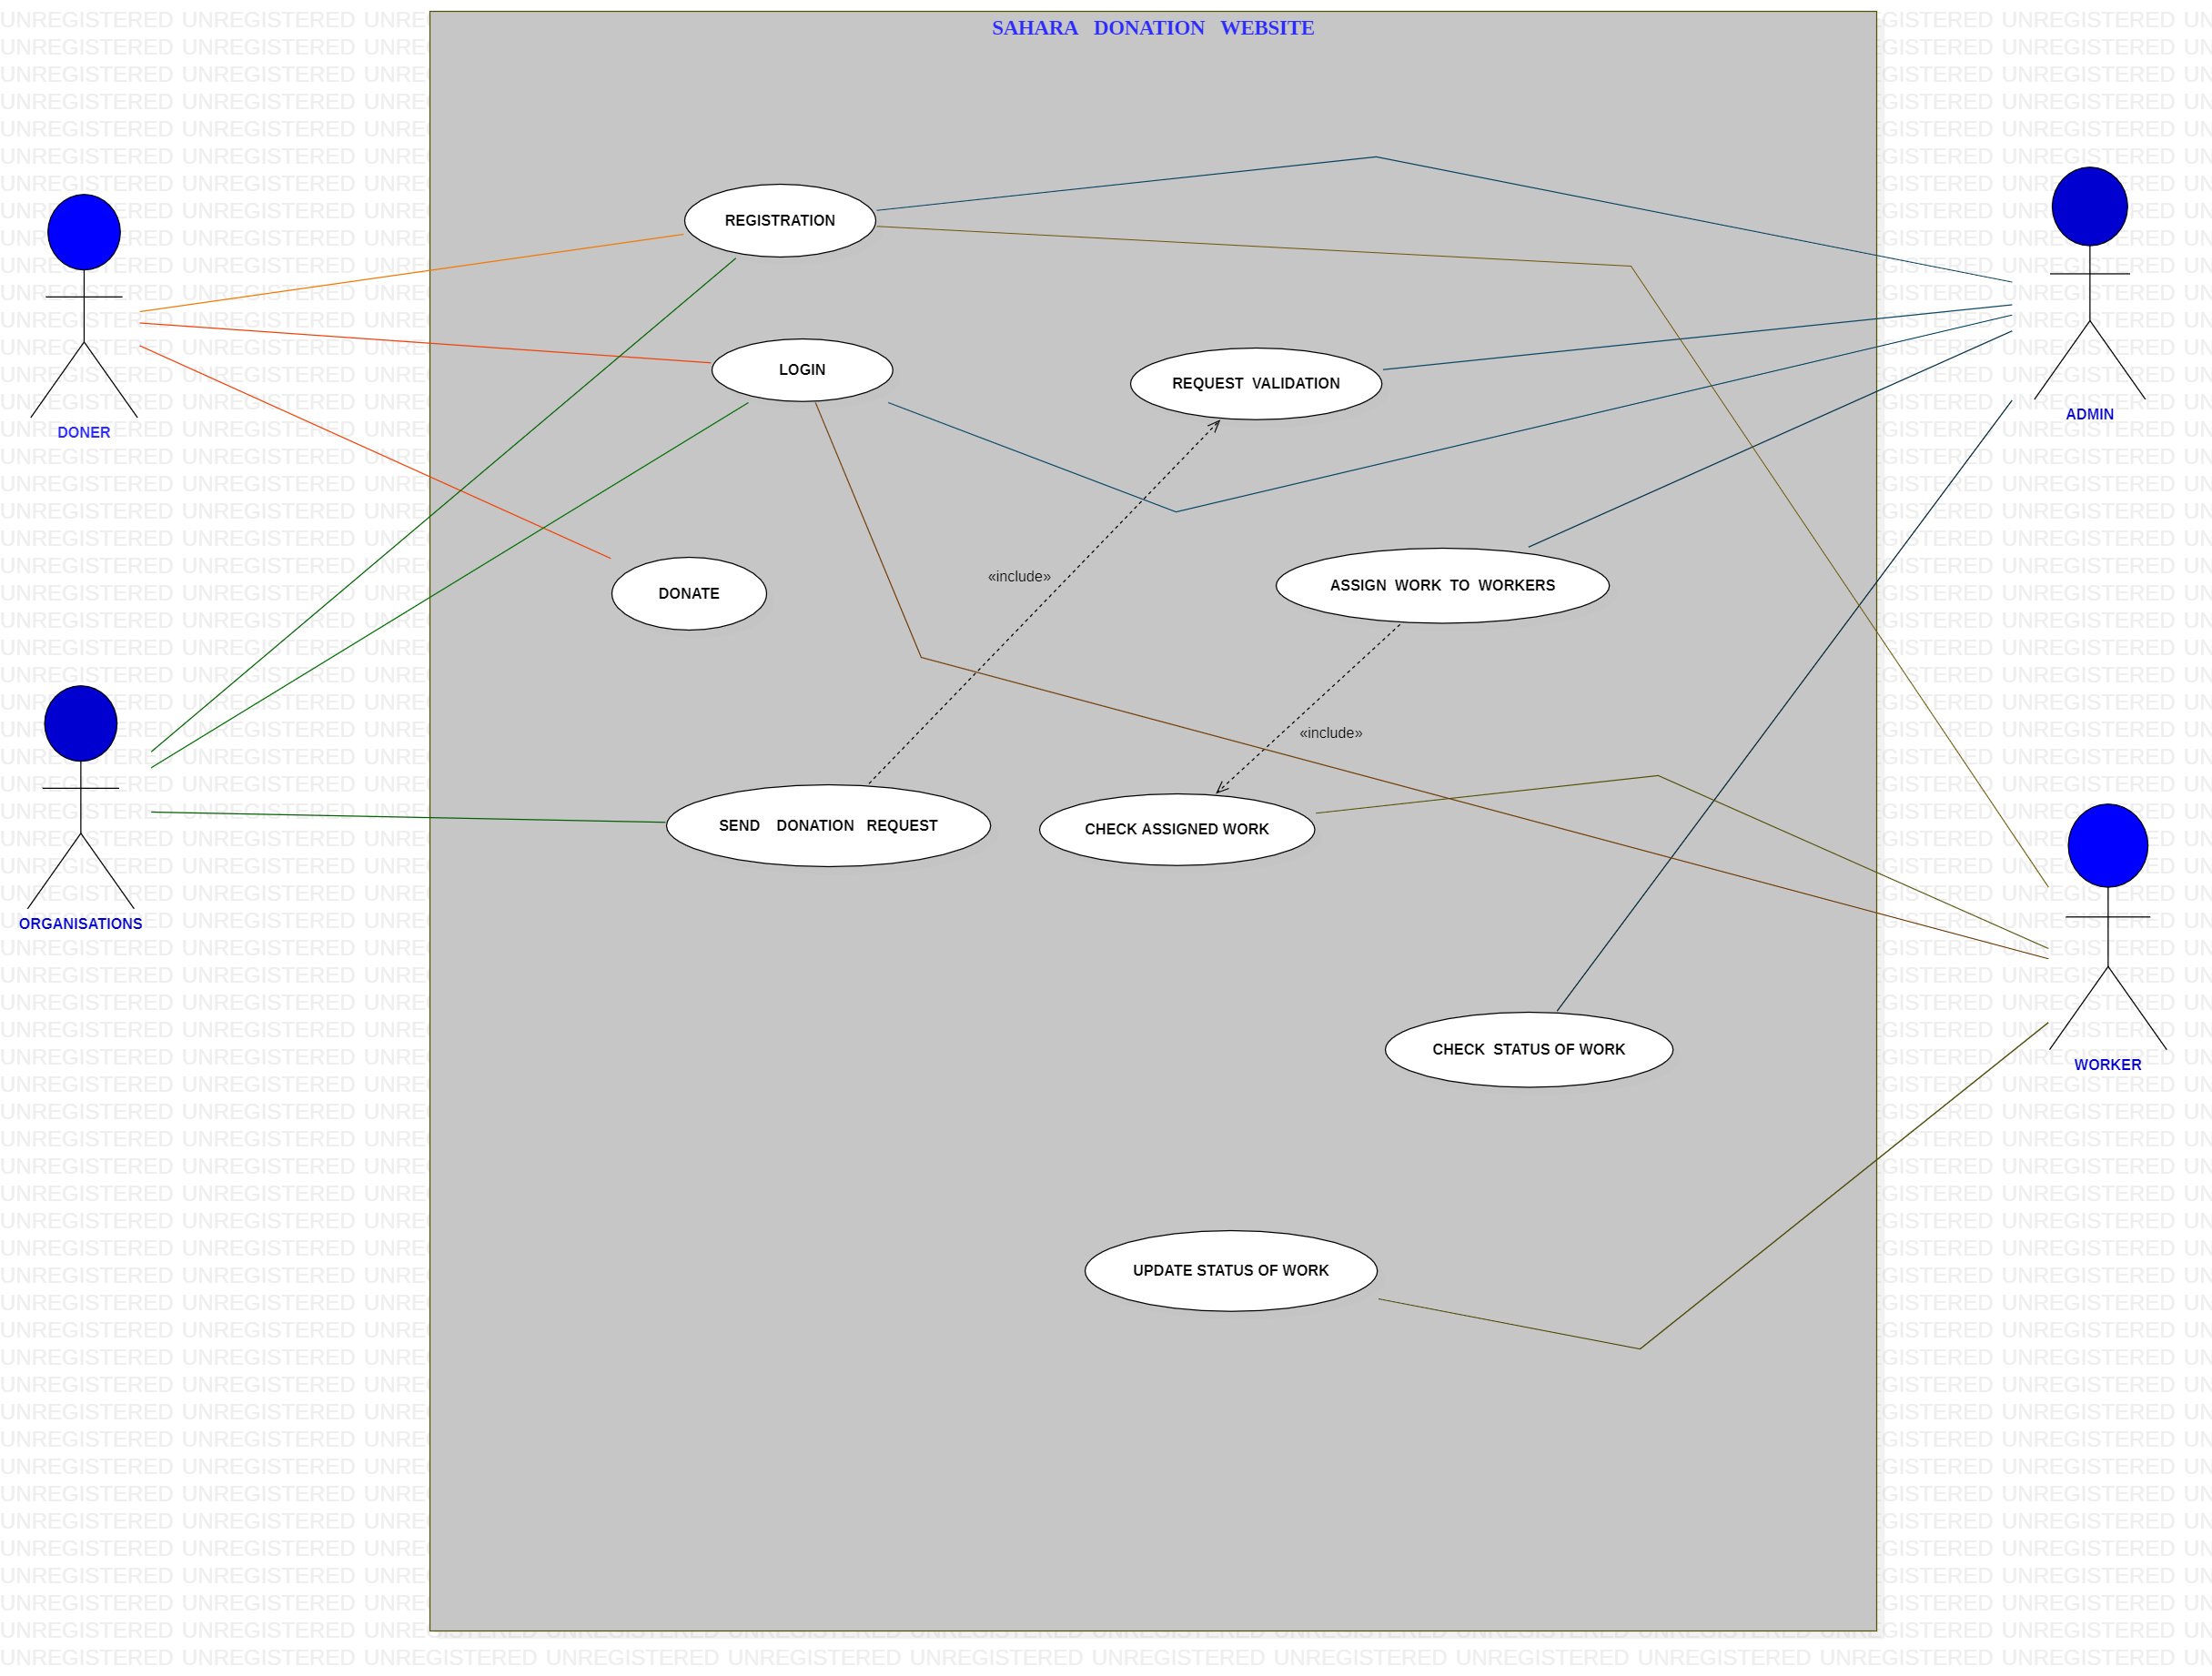 SAHARA DONATION WEBSITE
REGISTRATION
LOGIN
REQUEST VALIDATION
DONER
ADMIN
«include»
ASSIGN WORK TO WORKERS
DONATE
«include»
SEND DONATION REQUEST
CHECK ASSIGNED WORK
ORGANISATIONS
CHECK STATUS OF WORK
WORKER
UPDATE STATUS OF WORK
UNREGISTERED UNREGISTERED UNREGISTERED UNREGISTERED UNREGISTERED UNREGISTERED UNREGISTERED UNREGISTERED UNREGISTERED UNREGISTERED UNREGISTERED UNREGISTERED UN